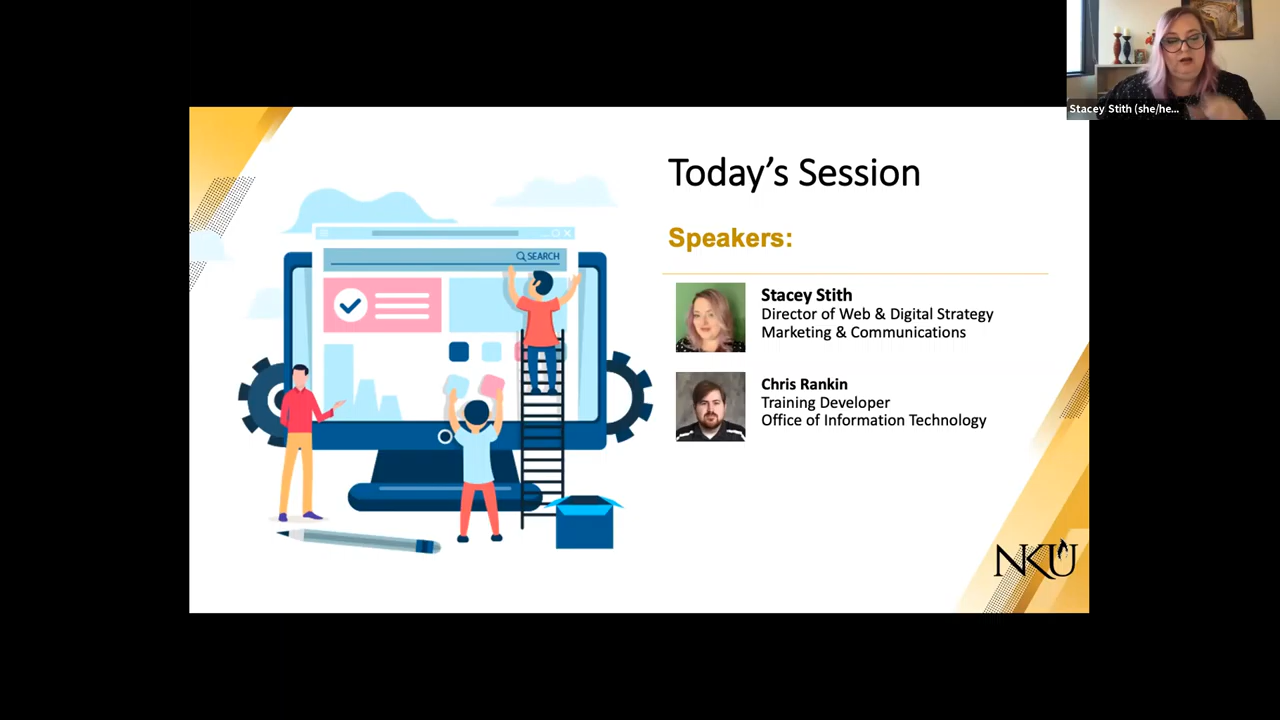 Stacey Stith (she/he...
Today's Session
Speakers:
SEARCH
Stacey Stith
Director of Web & Digital Strategy
Marketing & Communications
Chris Rankin
Training Developer
Office of Information Technology
NKU